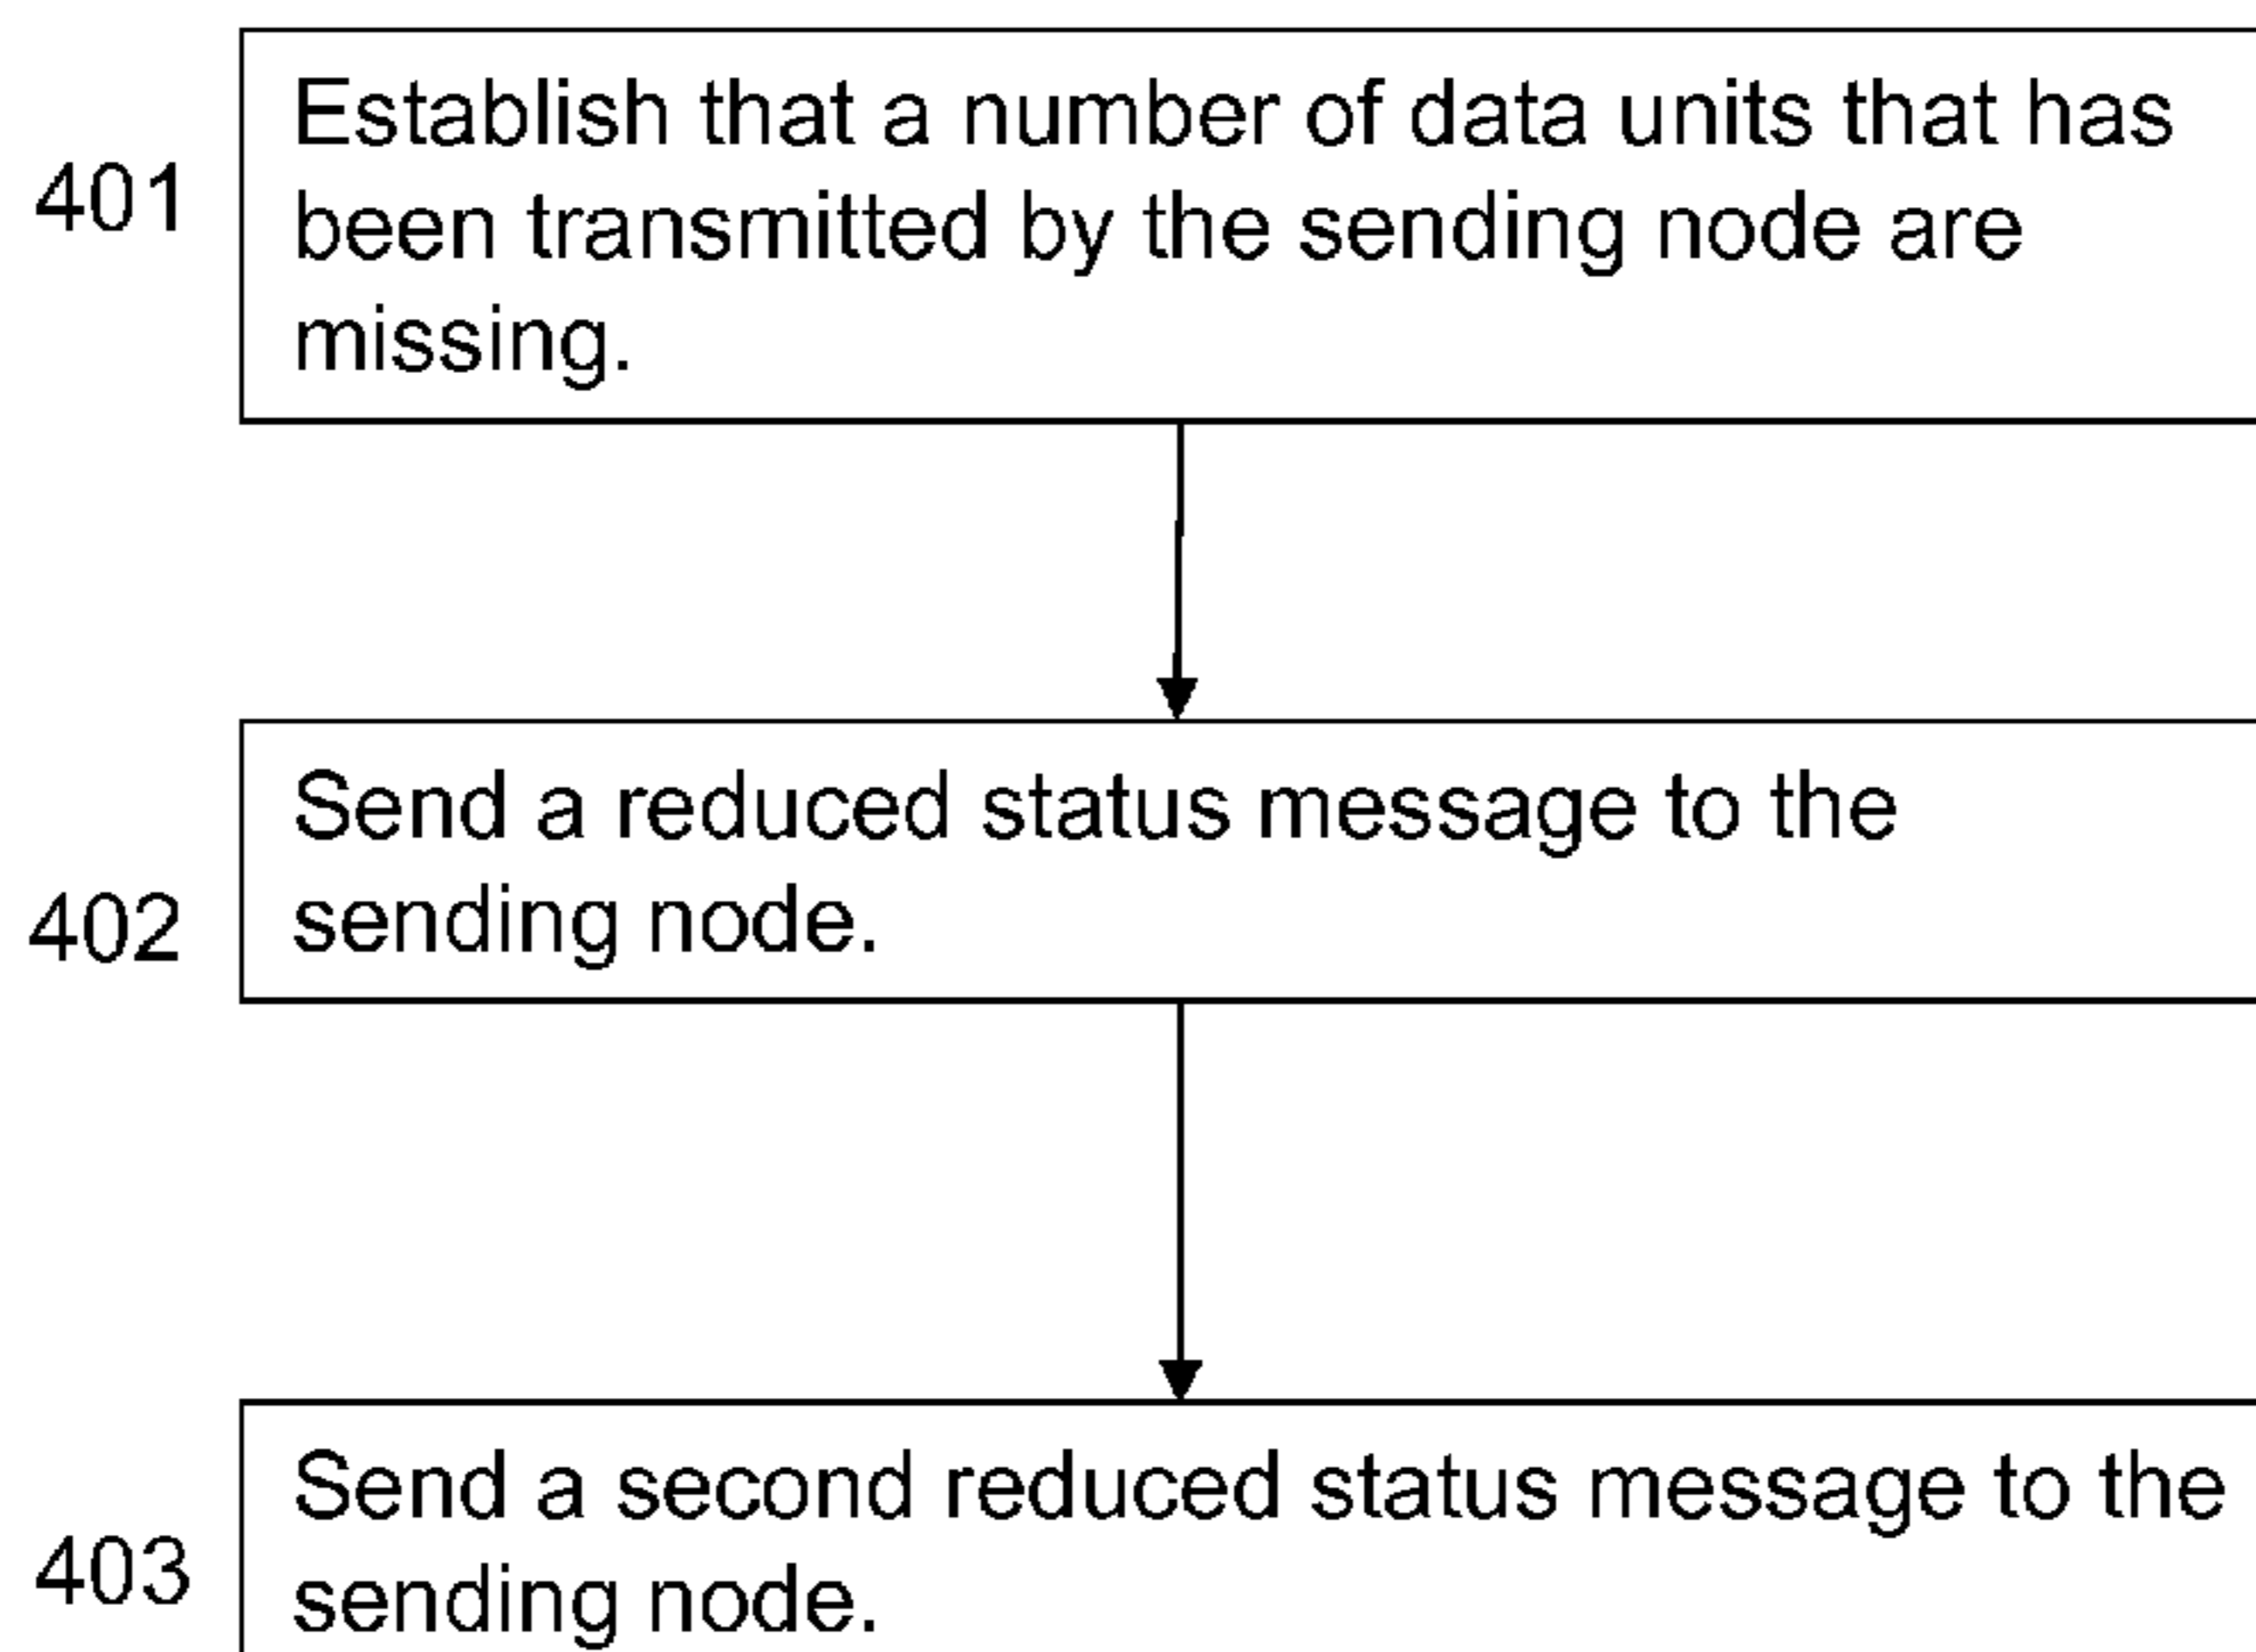 401
Establish that a number of data units that has
been transmitted by the sending node are
missing.
402
Send a reduced status message to the
sending node.
403
Send a second reduced status message to the
sending node.